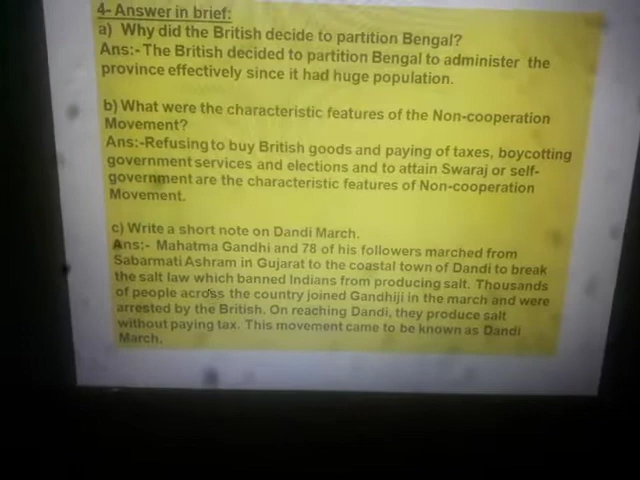 4- Answer in brief:
a) Why did the British decide to partition Bengal?
Ans:- The British decided to partition Bengal to administer the
province effectively since it had huge population.
b) What were the characteristic features of the Non-cooperation
Movement?
Ans:-Refusing to buy British goods and paying of taxes, boycotting
government services and elections and to attain Swaraj or self-
government are the characteristic features of Non-cooperation
Movement.
c) Write a short note on Dandi March.
Ans:- Mahatma Gandhi and 78 of his followers marched from
Sabarmati Ashram in Gujarat to the coastal town of Dandi to break
the salt law which banned Indians from producing salt. Thousands
of people across the country joined Gandhiji in the march and were
arrested by the British. On reaching Dandi, they produce salt
without paying tax. This movement came to be known as Dandi
March.